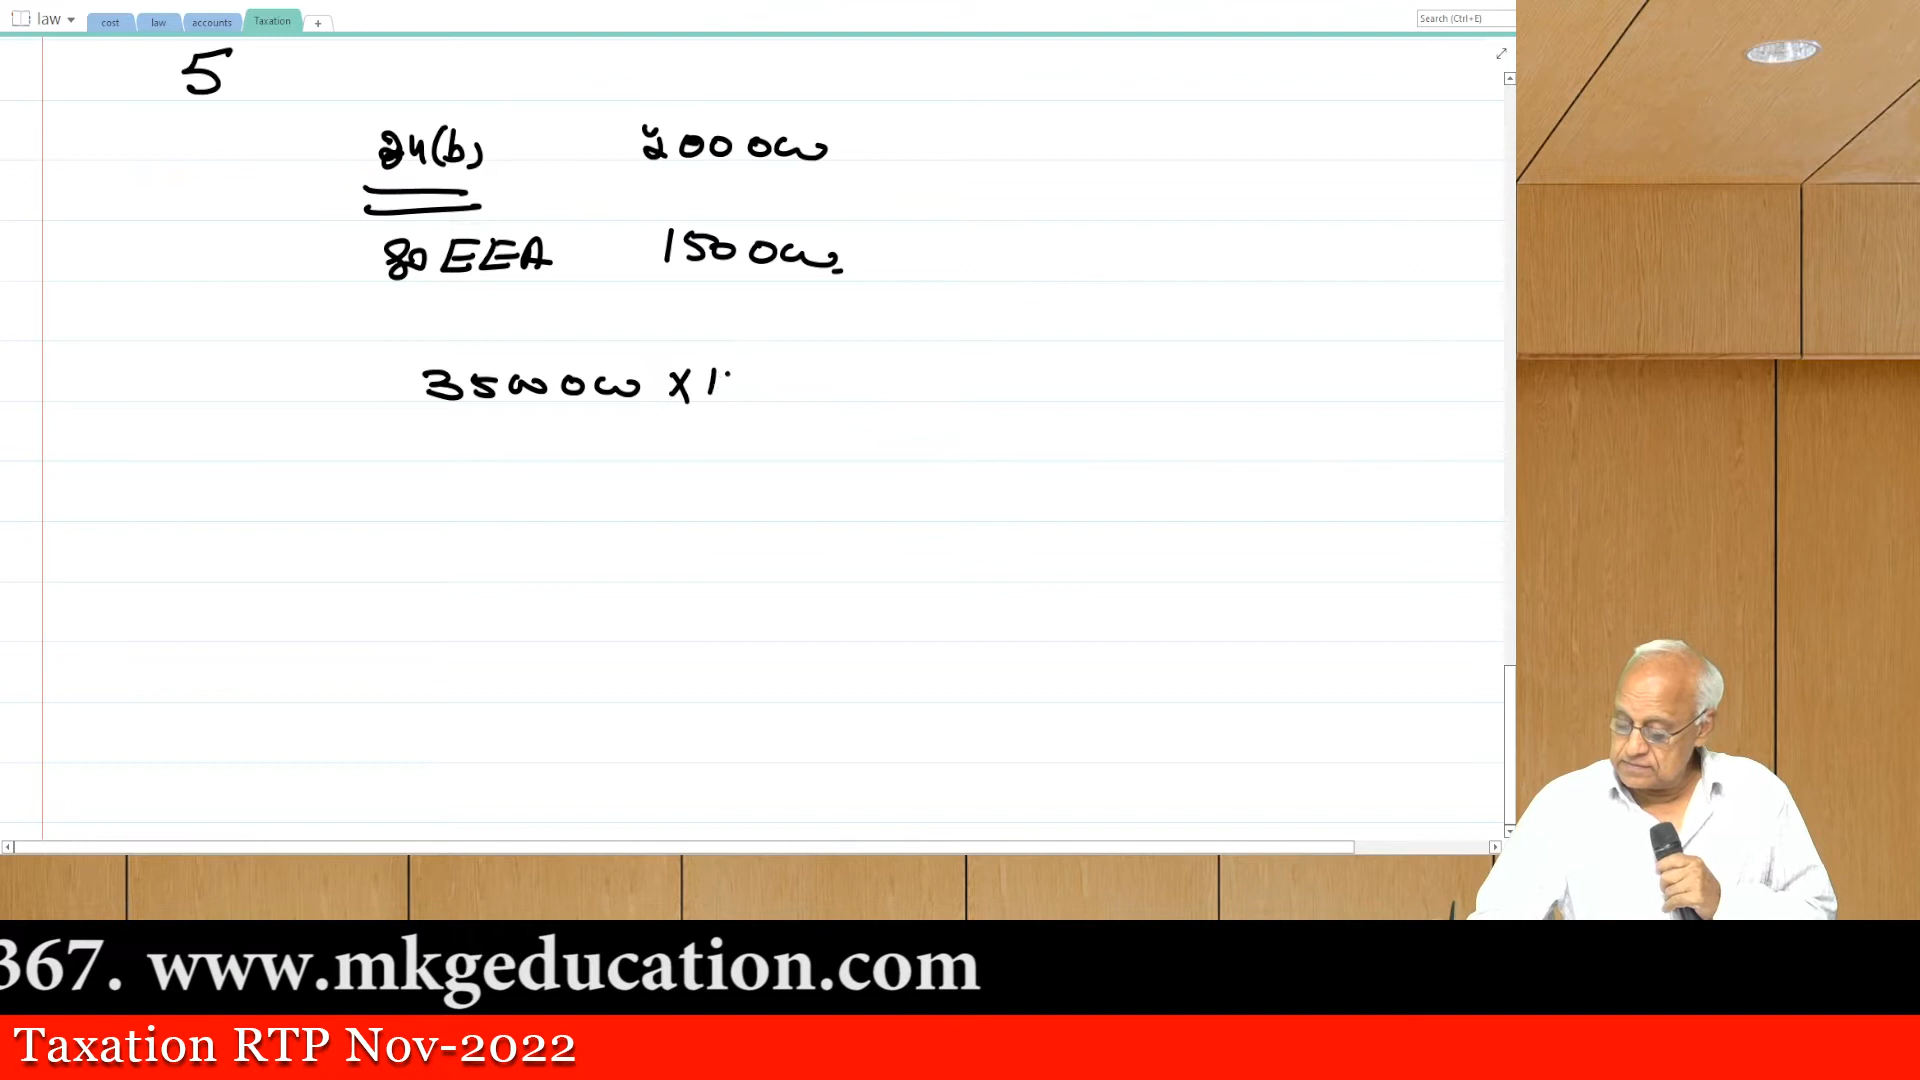 law cost law accounts Taxation + Search (Ctrl+E)
5
24(b) 200000
80EEA 150000
3500000 x 1.
367. www.mkgeducation.com
Taxation RTP Nov-2022